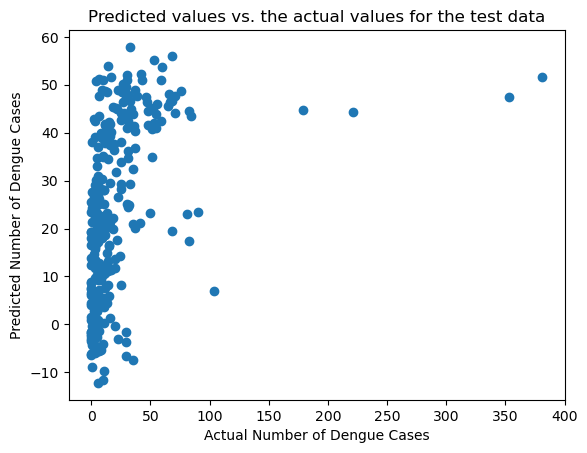 Predicted values vs. the actual values for the test data
60
50
40
30
20
10
0
−10
Predicted Number of Dengue Cases
0 50 100 150 200 250 300 350 400
Actual Number of Dengue Cases